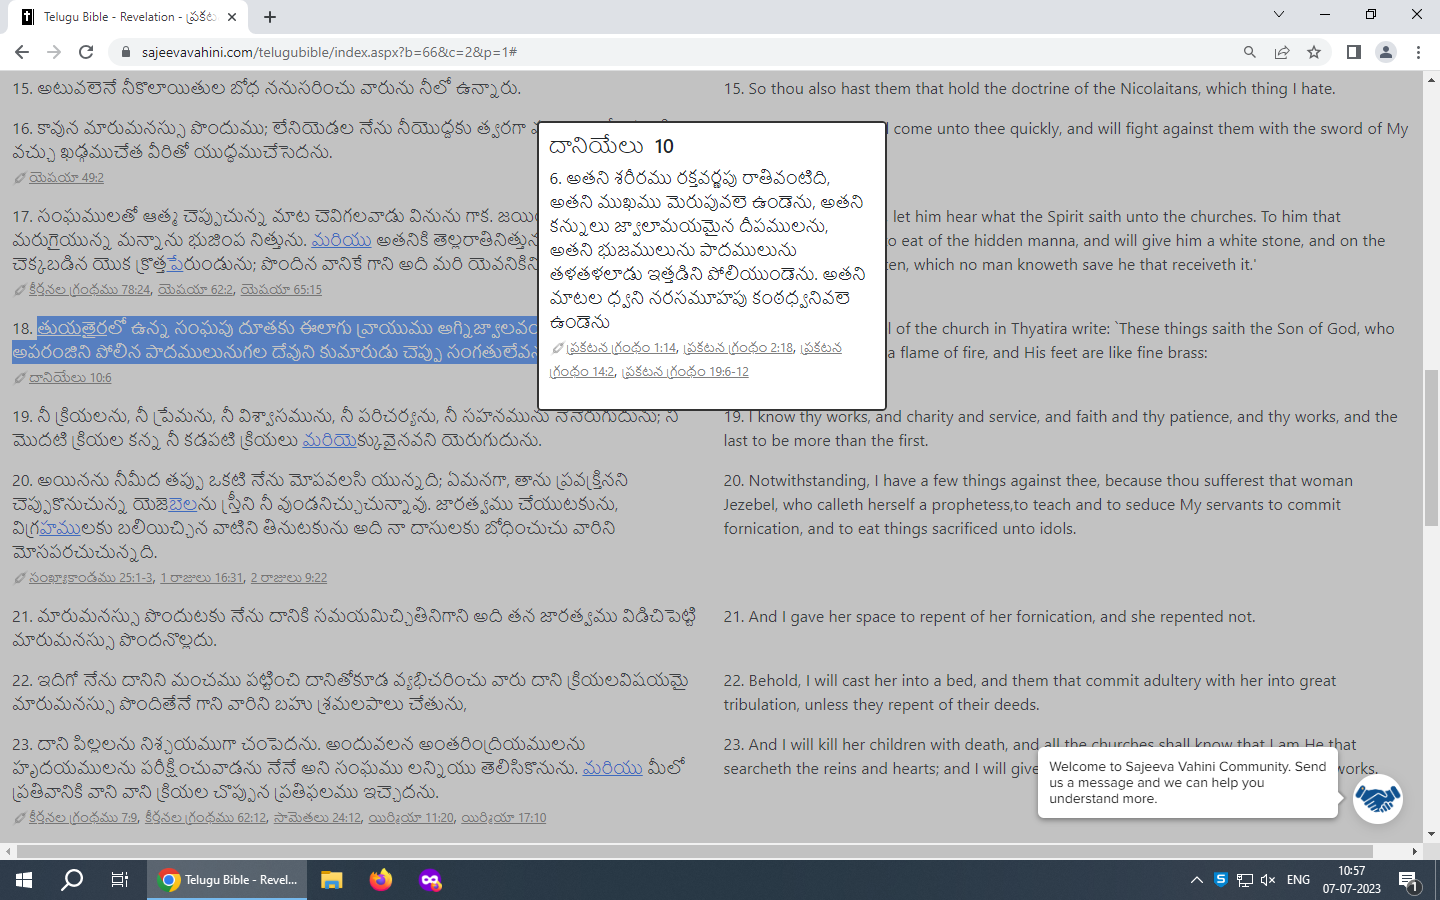 Telugu Bible - Revelation - ప్రకట
sajeevavahini.com/telugubible/index.aspx?b=66&c=2&p=1#
15. అటువలెనే నీకొలాయితుల బోధ ననుసరించు వారును నీలో ఉన్నారు.
15. So thou also hast them that hold the doctrine of the Nicolaitans, which thing I hate.
16. కావున మారుమనస్సు పొందుము; లేనియెడల నేను నీయొద్దకు త్వరగా
వచ్చు ఖడ్గముచేత వీరితో యుద్ధముచేసెదను.
యెషయా 49:2
come unto thee quickly, and will fight against them with the sword of My
17. సంఘములతో ఆత్మ చెప్పుచున్న మాట చెవిగలవాడు వినును గాక. జయిం
మరుగైయున్న మన్నాను భుజింప నిత్తును. మరియు అతనికి తెల్లరాతినిత్తును
చెక్కబడిన యొక క్రొత్తపేరుండును; పొందిన వానికే గాని అది మరి యెవనికిని
కీర్తనల గ్రంథము 78:24, యెషయా 62:2, యెషయా 65:15
let him hear what the Spirit saith unto the churches. To him that
o eat of the hidden manna, and will give him a white stone, and on the
ten, which no man knoweth save he that receiveth it.'
18. తుయతైరలో ఉన్న సంఘపు దూతకు ఈలాగు వ్రాయుము అగ్నిజ్వాలవం
అపరంజిని పోలిన పాదములునుగల దేవుని కుమారుడు చెప్పు సంగతులేవన
దానియేలు 10:6
l of the church in Thyatira write: `These things saith the Son of God, who
a flame of fire, and His feet are like fine brass:
దానియేలు 10
6. అతని శరీరము రక్తవర్ణపు రాతివంటిది,
అతని ముఖము మెరుపువలె ఉండెను, అతని
కన్నులు జ్వాలామయమైన దీపములను,
అతని భుజములును పాదములును
తళతళలాడు ఇత్తడిని పోలియుండెను. అతని
మాటల ధ్వని నరసమూహపు కంఠధ్వనివలె
ఉండెను
ప్రకటన గ్రంథం 1:14, ప్రకటన గ్రంథం 2:18, ప్రకటన
గ్రంథం 14:2, ప్రకటన గ్రంథం 19:6-12
19. నీ క్రియలను, నీ ప్రేమను, నీ విశ్వాసమును, నీ పరిచర్యను, నీ సహనమును నేనెరుగుదును; నీ
మొదటి క్రియల కన్న నీ కడపటి క్రియలు మరియెక్కువైనవని యెరుగుదును.
19. I know thy works, and charity and service, and faith and thy patience, and thy works, and the
last to be more than the first.
20. అయినను నీమీద తప్పు ఒకటి నేను మోపవలసి యున్నది; ఏమనగా, తాను ప్రవక్త్రినని
చెప్పుకొనుచున్న యెజెబెలను స్త్రీని నీ వుండనిచ్చుచున్నావు. జారత్వము చేయుటకును,
విగ్రహములకు బలియిచ్చిన వాటిని తినుటకును అది నా దాసులకు బోధించుచు వారిని
మోసపరచుచున్నది.
సంఖ్యాకాండము 25:1-3, 1 రాజులు 16:31, 2 రాజులు 9:22
20. Notwithstanding, I have a few things against thee, because thou sufferest that woman
Jezebel, who calleth herself a prophetess,to teach and to seduce My servants to commit
fornication, and to eat things sacrificed unto idols.
21. మారుమనస్సు పొందుటకు నేను దానికి సమయమిచ్చితినిగాని అది తన జారత్వము విడిచిపెట్టి
మారుమనస్సు పొందనొల్లదు.
21. And I gave her space to repent of her fornication, and she repented not.
22. ఇదిగో నేను దానిని మంచము పట్టించి దానితోకూడ వ్యభిచరించు వారు దాని క్రియలవిషయమై
మారుమనస్సు పొందితేనే గాని వారిని బహు శ్రమలపాలు చేతును,
22. Behold, I will cast her into a bed, and them that commit adultery with her into great
tribulation, unless they repent of their deeds.
23. దాని పిల్లలను నిశ్చయముగా చంపెదను. అందువలన అంతరింద్రియములను
హృదయములను పరీక్షించువాడను నేనే అని సంఘము లన్నియు తెలిసికొనును. మరియు మీలో
ప్రతివానికి వాని వాని క్రియల చొప్పున ప్రతిఫలము ఇచ్చెదను.
కీర్తనల గ్రంథము 7:9, కీర్తనల గ్రంథము 62:12, సామెతలు 24:12, యిర్మియా 11:20, యిర్మియా 17:10
23. And I will kill her children with death, and all the churches shall know that I am He that
searcheth the reins and hearts; and I will give works.
Welcome to Sajeeva Vahini Community. Send
us a message and we can help you
understand more.
Telugu Bible - Revel...
ENG
10:57
07-07-2023
1